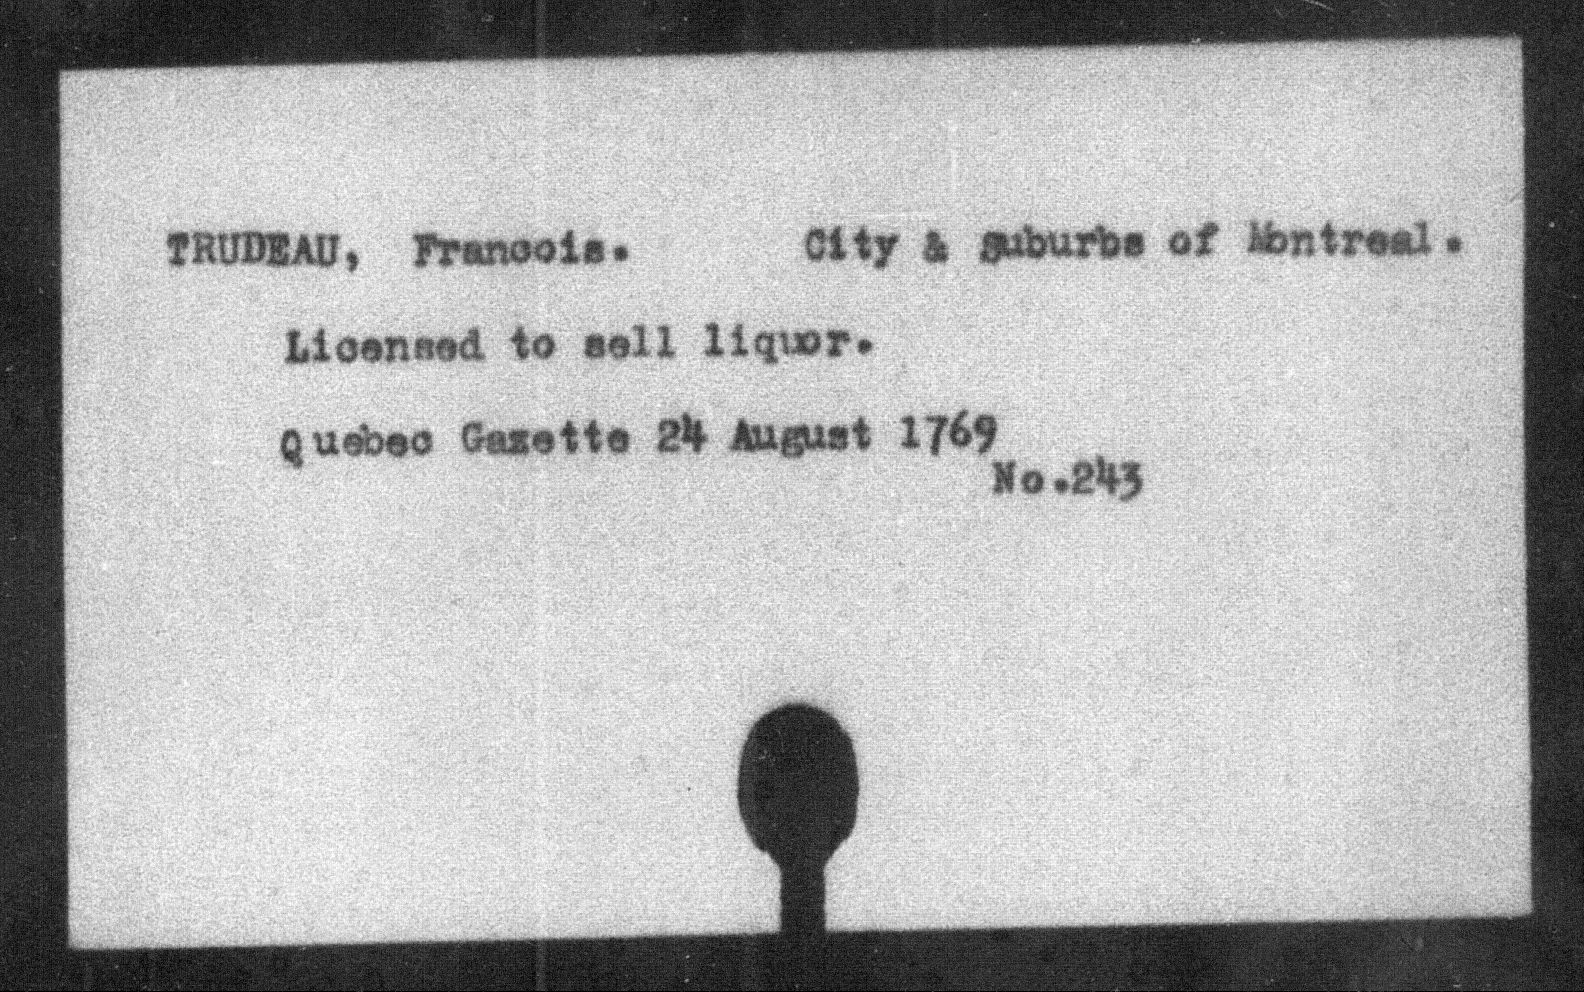 TRUDEAU, Francois. City & suburbs of Montreal.
Licensed to sell liquor.
Quebec Gazette 24 August 1769
No.243